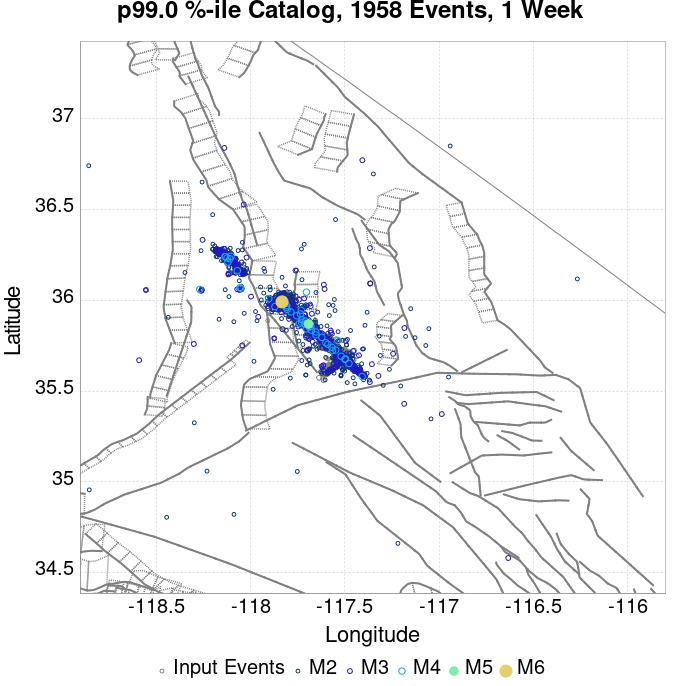 p99.0 %-ile Catalog, 1958 Events, 1 Week
37
36.5
36
35.5
35
34.5
Latitude
-118.5 -118 -117.5 -117 -116.5 -116
Longitude
Input Events M2 M3 M4 M5 M6